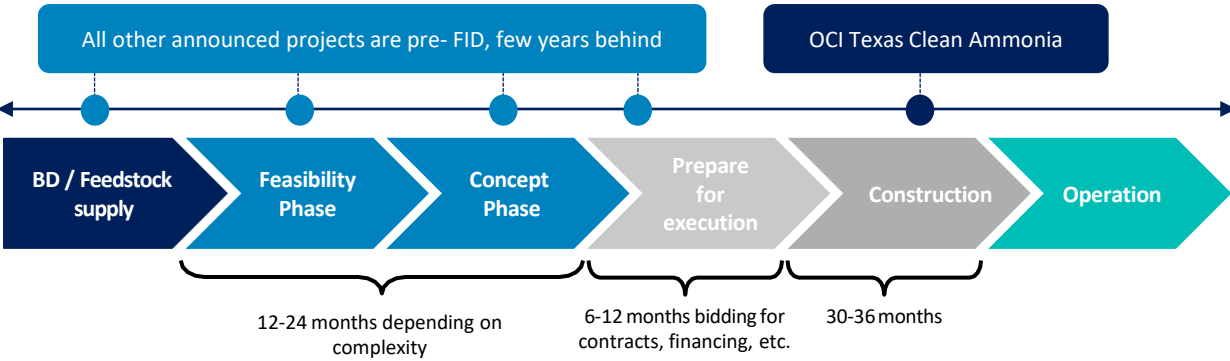 All other announced projects are pre- FID, few years behind
OCI Texas Clean Ammonia
BD / Feedstock
supply
Feasibility
Phase
Concept
Phase
Prepare
for
execution
Construction
Operation
12-24 months depending on
complexity
6-12 months bidding for
contracts, financing, etc.
30-36 months